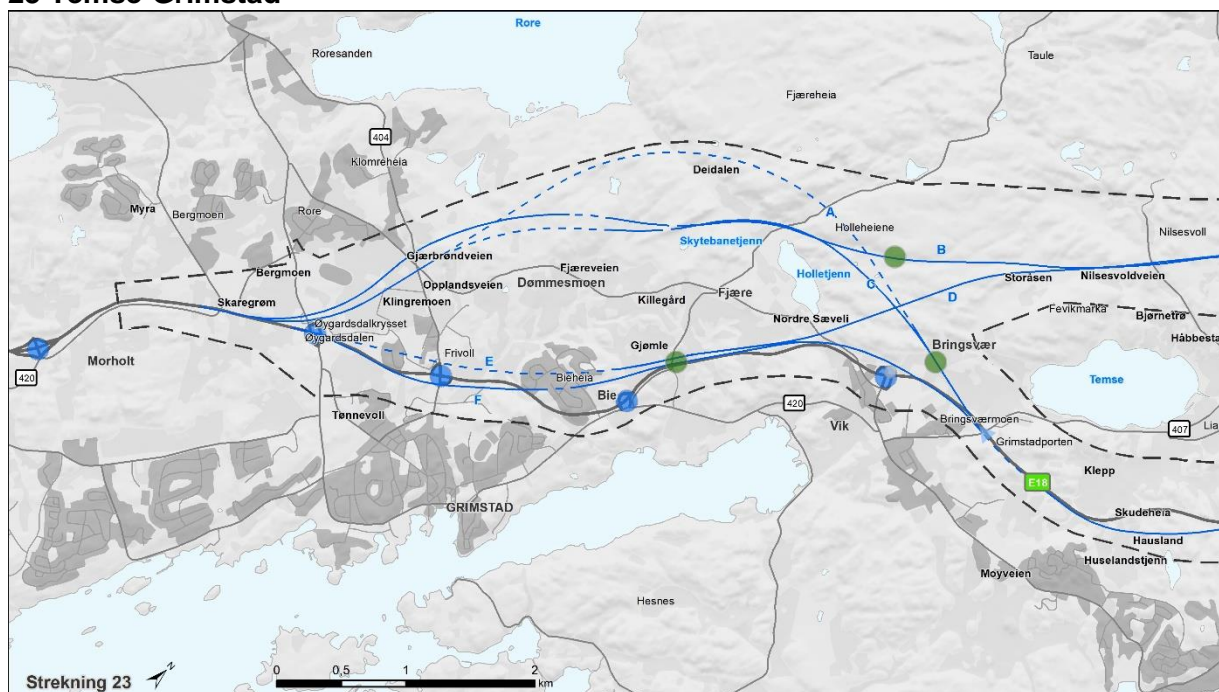 23 Temse-Grimstad
Rore
Roresanden
Taule
Fjæreheia
404
Klomreheia
Deidalen
Myra
Bergmoen
Rore
A
Holleheiene
B
Nilsesvoll
Skytebanetjenn
Gjærbrøndveien
Bergmoen
Fjæreveien
Holletjenn
C
Storåsen
Nilsesvoldveien
Opplandsveien
Dømmesmoen
Klingremoen
Killegård
Fjære
D
Skaregrøm
Fevikmarka
Bjørnetrø
Nordre Sæveli
Øygardsdalkrysset
Øygardsdalen
Frivoll
Gjømle
Bringsvær
Håbbesta
Morholt
E
420
Bieheia
Temse
F
Bie
420
Tønnevoll
Vik
Bringsværmoen
407
Lia
Grimstadporten
Klepp
E18
GRIMSTAD
Skudeheia
Hausland
Huselandstjenn
Moyveien
Hesnes
Strekning 23
N
0 0,5 1 2
km